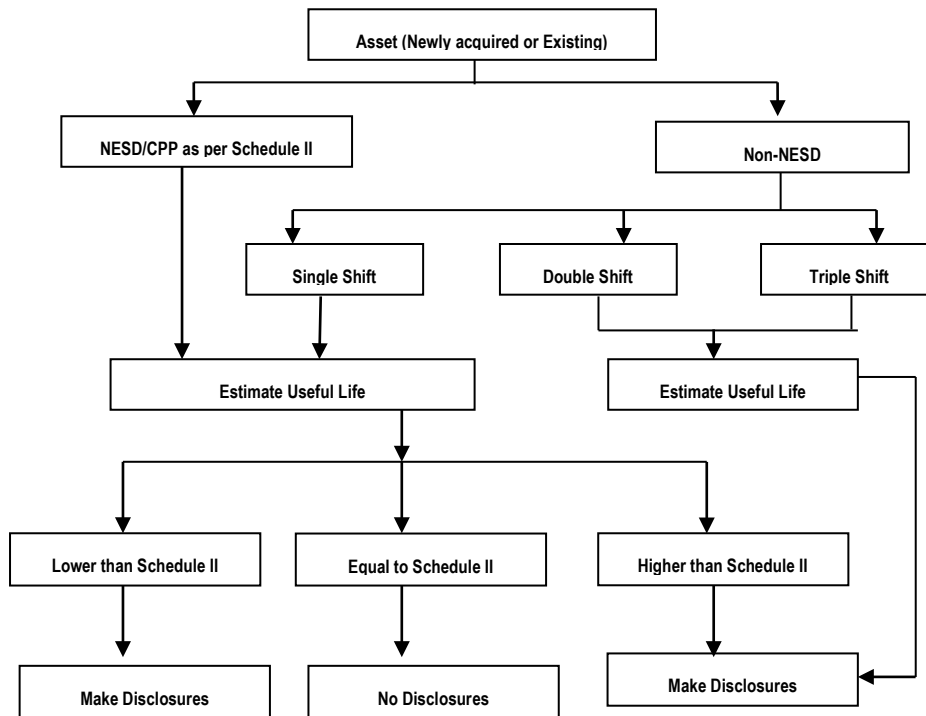 Asset (Newly acquired or Existing)
NESD/CPP as per Schedule II
Non-NESD
Single Shift
Double Shift
Triple Shift
Estimate Useful Life
Estimate Useful Life
Lower than Schedule II
Equal to Schedule II
Higher than Schedule II
Make Disclosures
No Disclosures
Make Disclosures